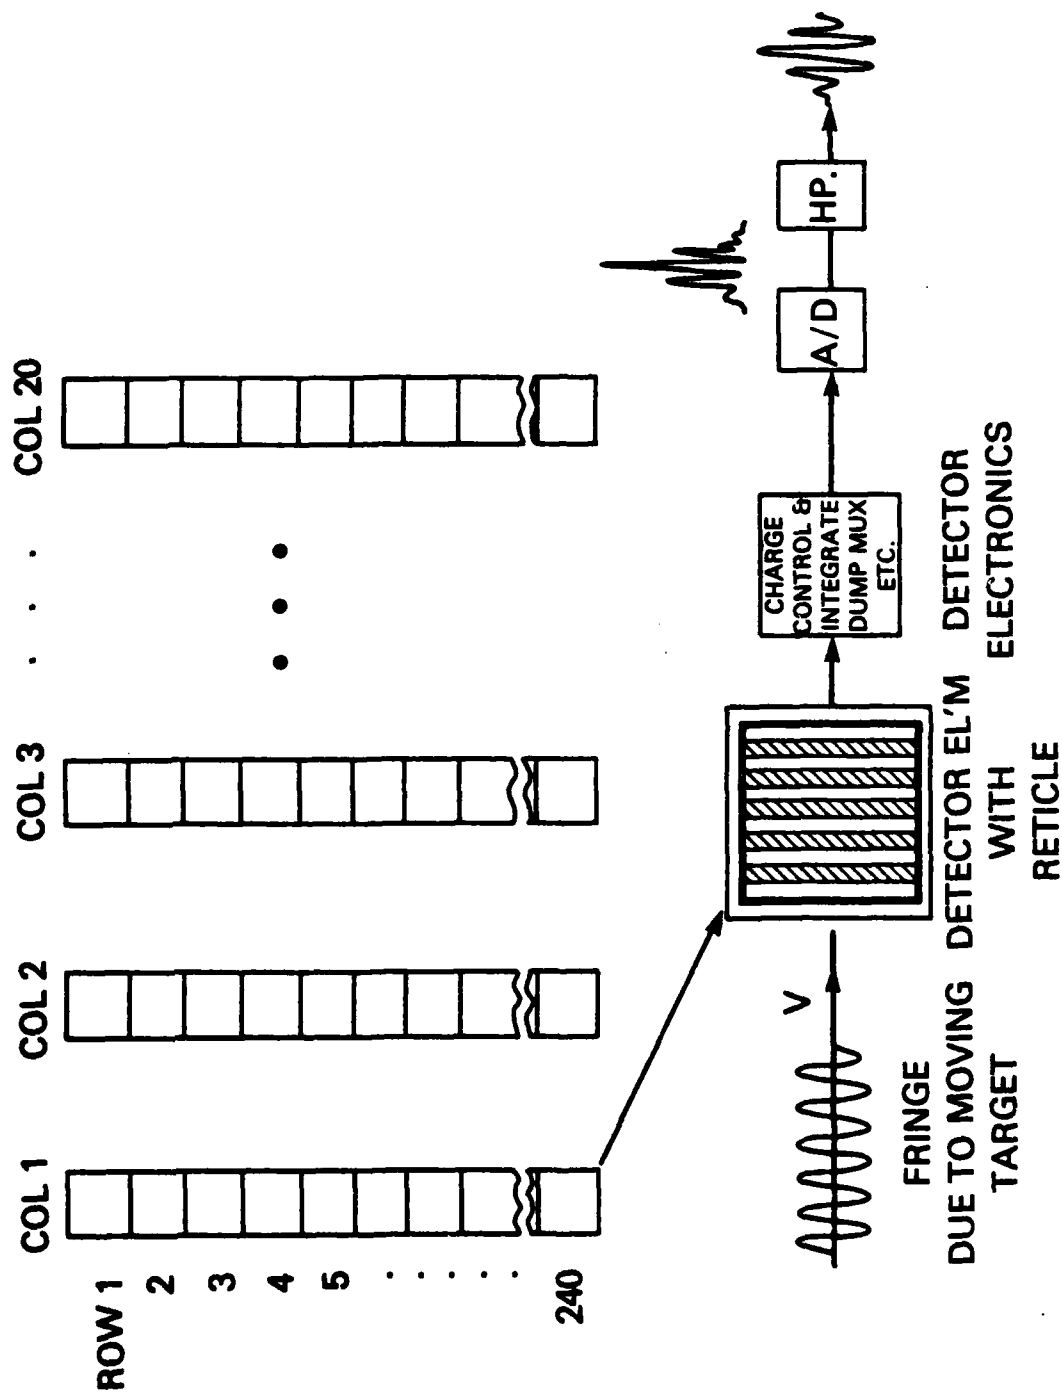 COL 1
COL 2
COL 3
. . .
COL 20
ROW 1
2
3
4
5
. . . . .
240
V
FRINGE
DUE TO MOVING
TARGET
DETECTOR EL'M
WITH
RETICLE
CHARGE
CONTROL &
INTEGRATE
DUMP MUX
ETC.
DETECTOR
ELECTRONICS
A/D
HP.